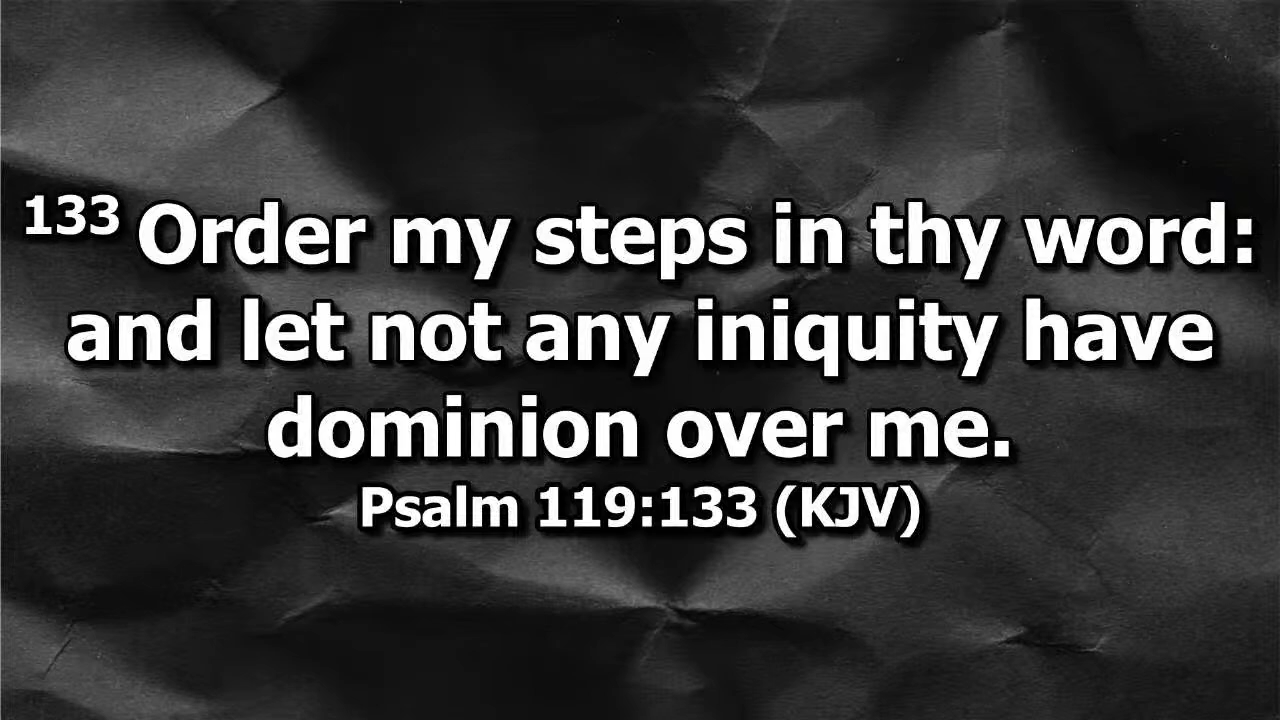 133 Order my steps in thy word:
and let not any iniquity have
dominion over me.
Psalm 119:133 (KJV)